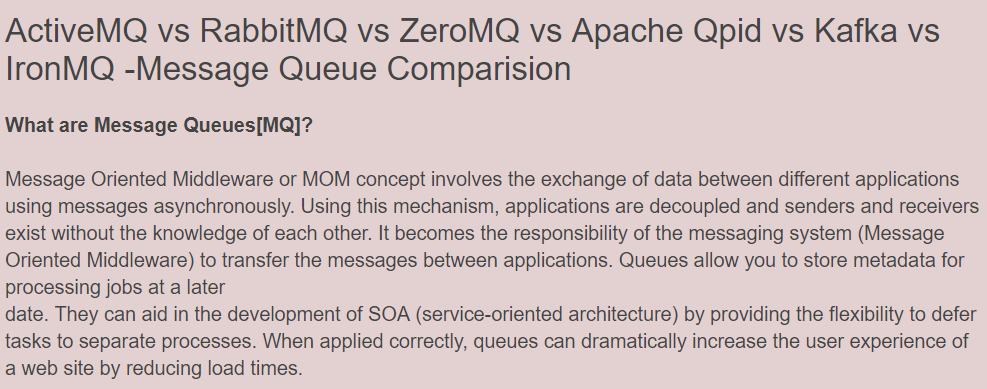 ActiveMQ vs RabbitMQ vs ZeroMQ vs Apache Qpid vs Kafka vs
IronMQ -Message Queue Comparision
What are Message Queues[MQ]?
Message Oriented Middleware or MOM concept involves the exchange of data between different applications
using messages asynchronously. Using this mechanism, applications are decoupled and senders and receivers
exist without the knowledge of each other. It becomes the responsibility of the messaging system (Message
Oriented Middleware) to transfer the messages between applications. Queues allow you to store metadata for
processing jobs at a later
date. They can aid in the development of SOA (service-oriented architecture) by providing the flexibility to defer
tasks to separate processes. When applied correctly, queues can dramatically increase the user experience of
a web site by reducing load times.